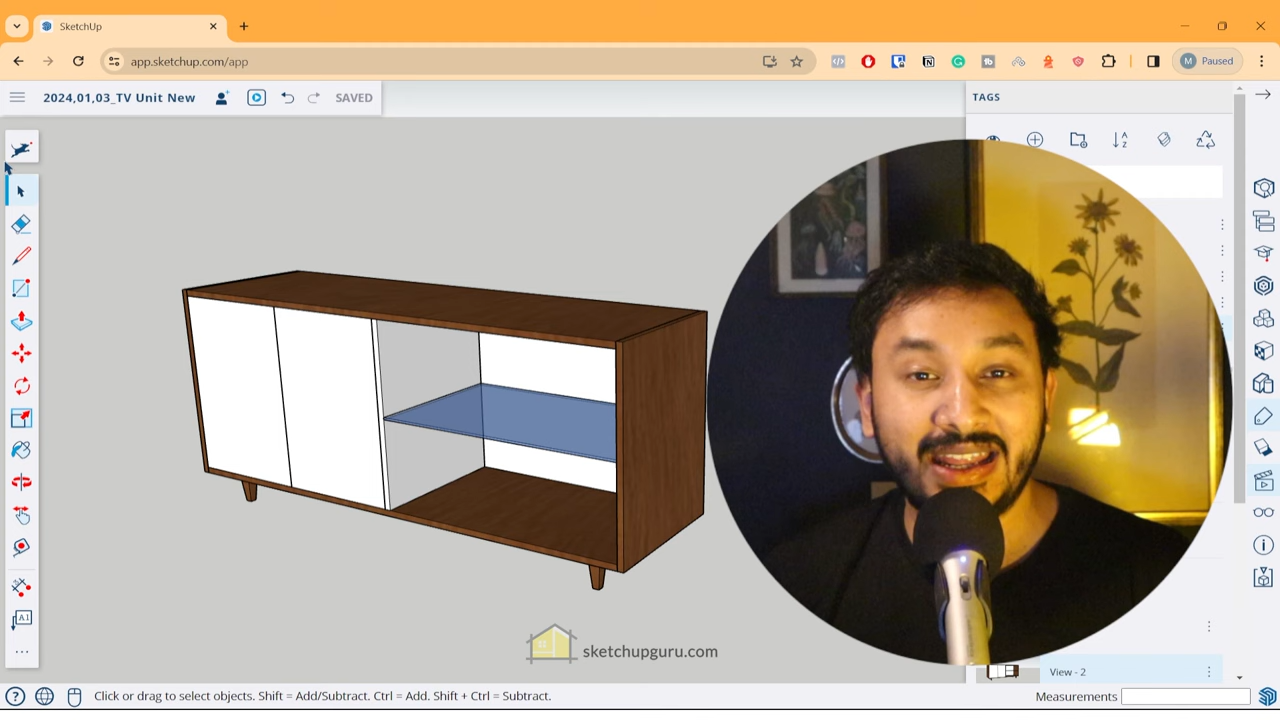 SketchUp
app.sketchup.com/app
M Paused
2024,01,03_TV Unit New
SAVED
TAGS
A
Z
A1
sketchupguru.com
View - 2
Click or drag to select objects. Shift = Add/Subtract. Ctrl = Add. Shift + Ctrl = Subtract.
Measurements